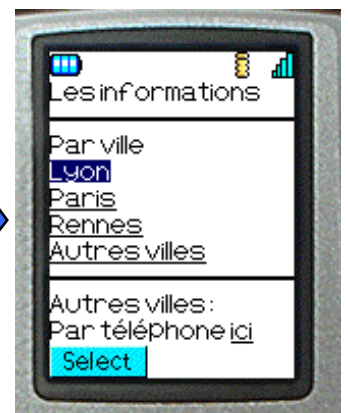 Les informations
Par ville
Lyon
Paris
Rennes
Autres villes
Autres villes :
Par téléphone ici
Select